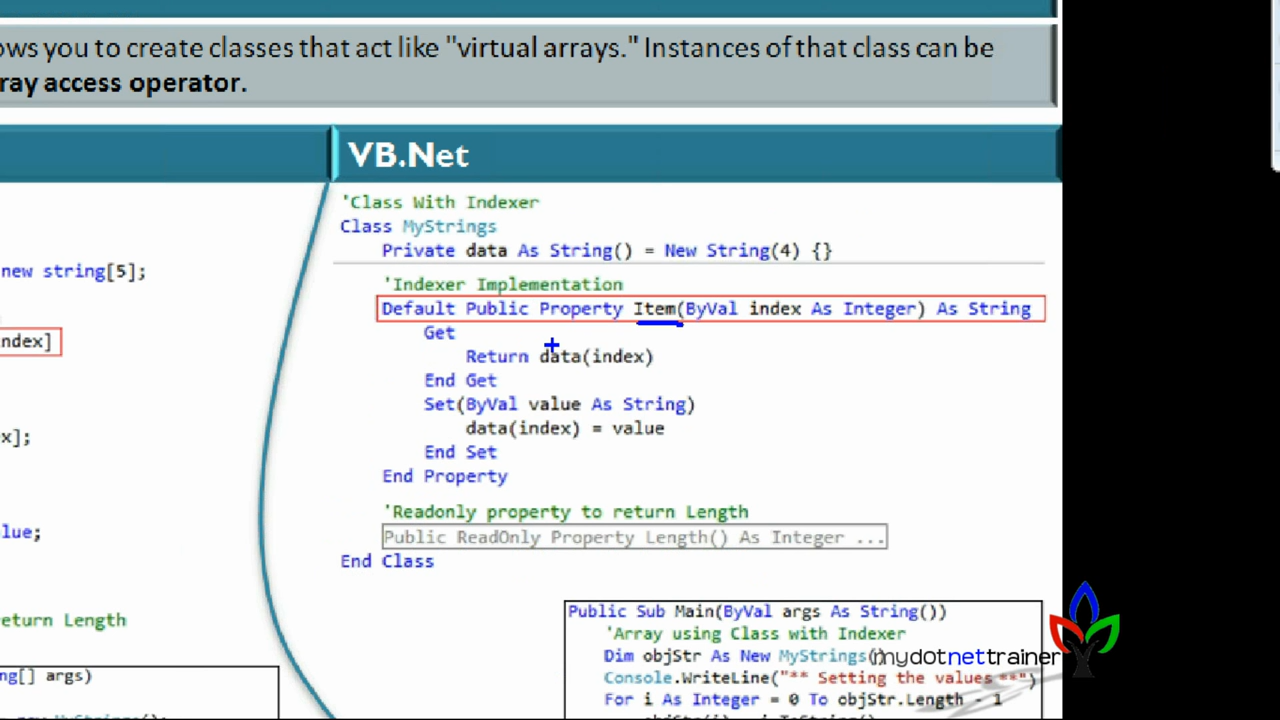 ows you to create classes that act like "virtual arrays." Instances of that class can be
ray access operator.
VB.Net
new string[5];
ndex]
x];
lue;
eturn Length
ng[] args)
'Class With Indexer
Class MyStrings
Private data As String() = New String(4) {}
'Indexer Implementation
Default Public Property Item(ByVal index As Integer) As String
Get
Return data(index)
End Get
Set(ByVal value As String)
data(index) = value
End Set
End Property
'Readonly property to return Length
Public ReadOnly Property Length() As Integer ...
End Class
Public Sub Main(ByVal args As String())
'Array using Class with Indexer
Dim objStr As New MyStrings()
Console.WriteLine("** Setting the values **")
For i As Integer = 0 To objStr.Length - 1
mydotnettrainer